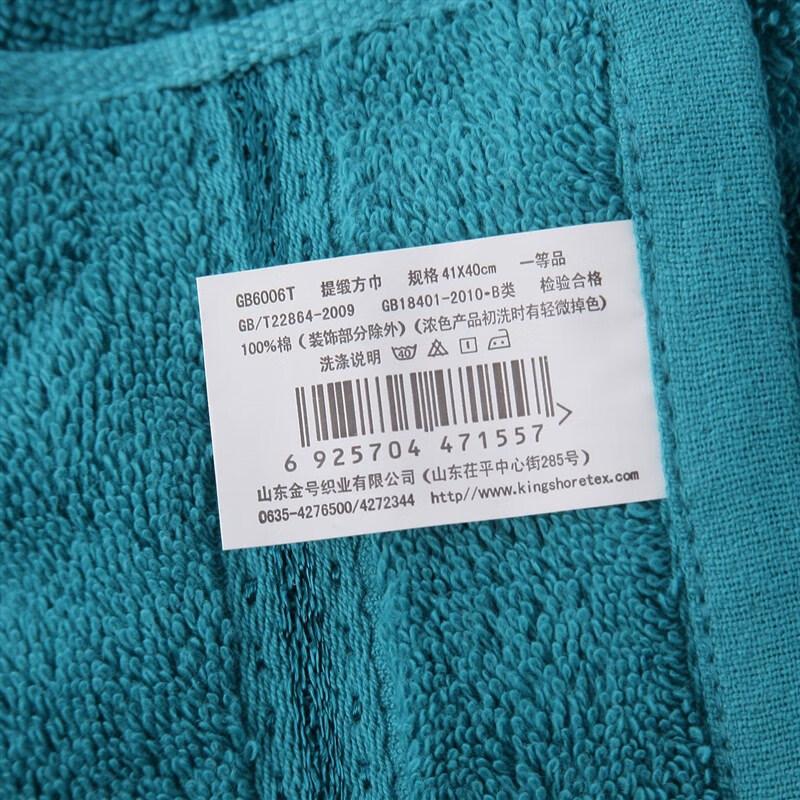 GB6006T 提缎方巾 规格 41X40cm 一等品
GB/T22864-2009 GB18401-2010•B类 检验合格
100%棉（装饰部分除外）（浓色产品初洗时有轻微掉色）
洗涤说明 40
6 925704 471557
山东金号织业有限公司（山东茌平中心街285号）
0635-4276500/4272344 http//www.kingshoretex.com